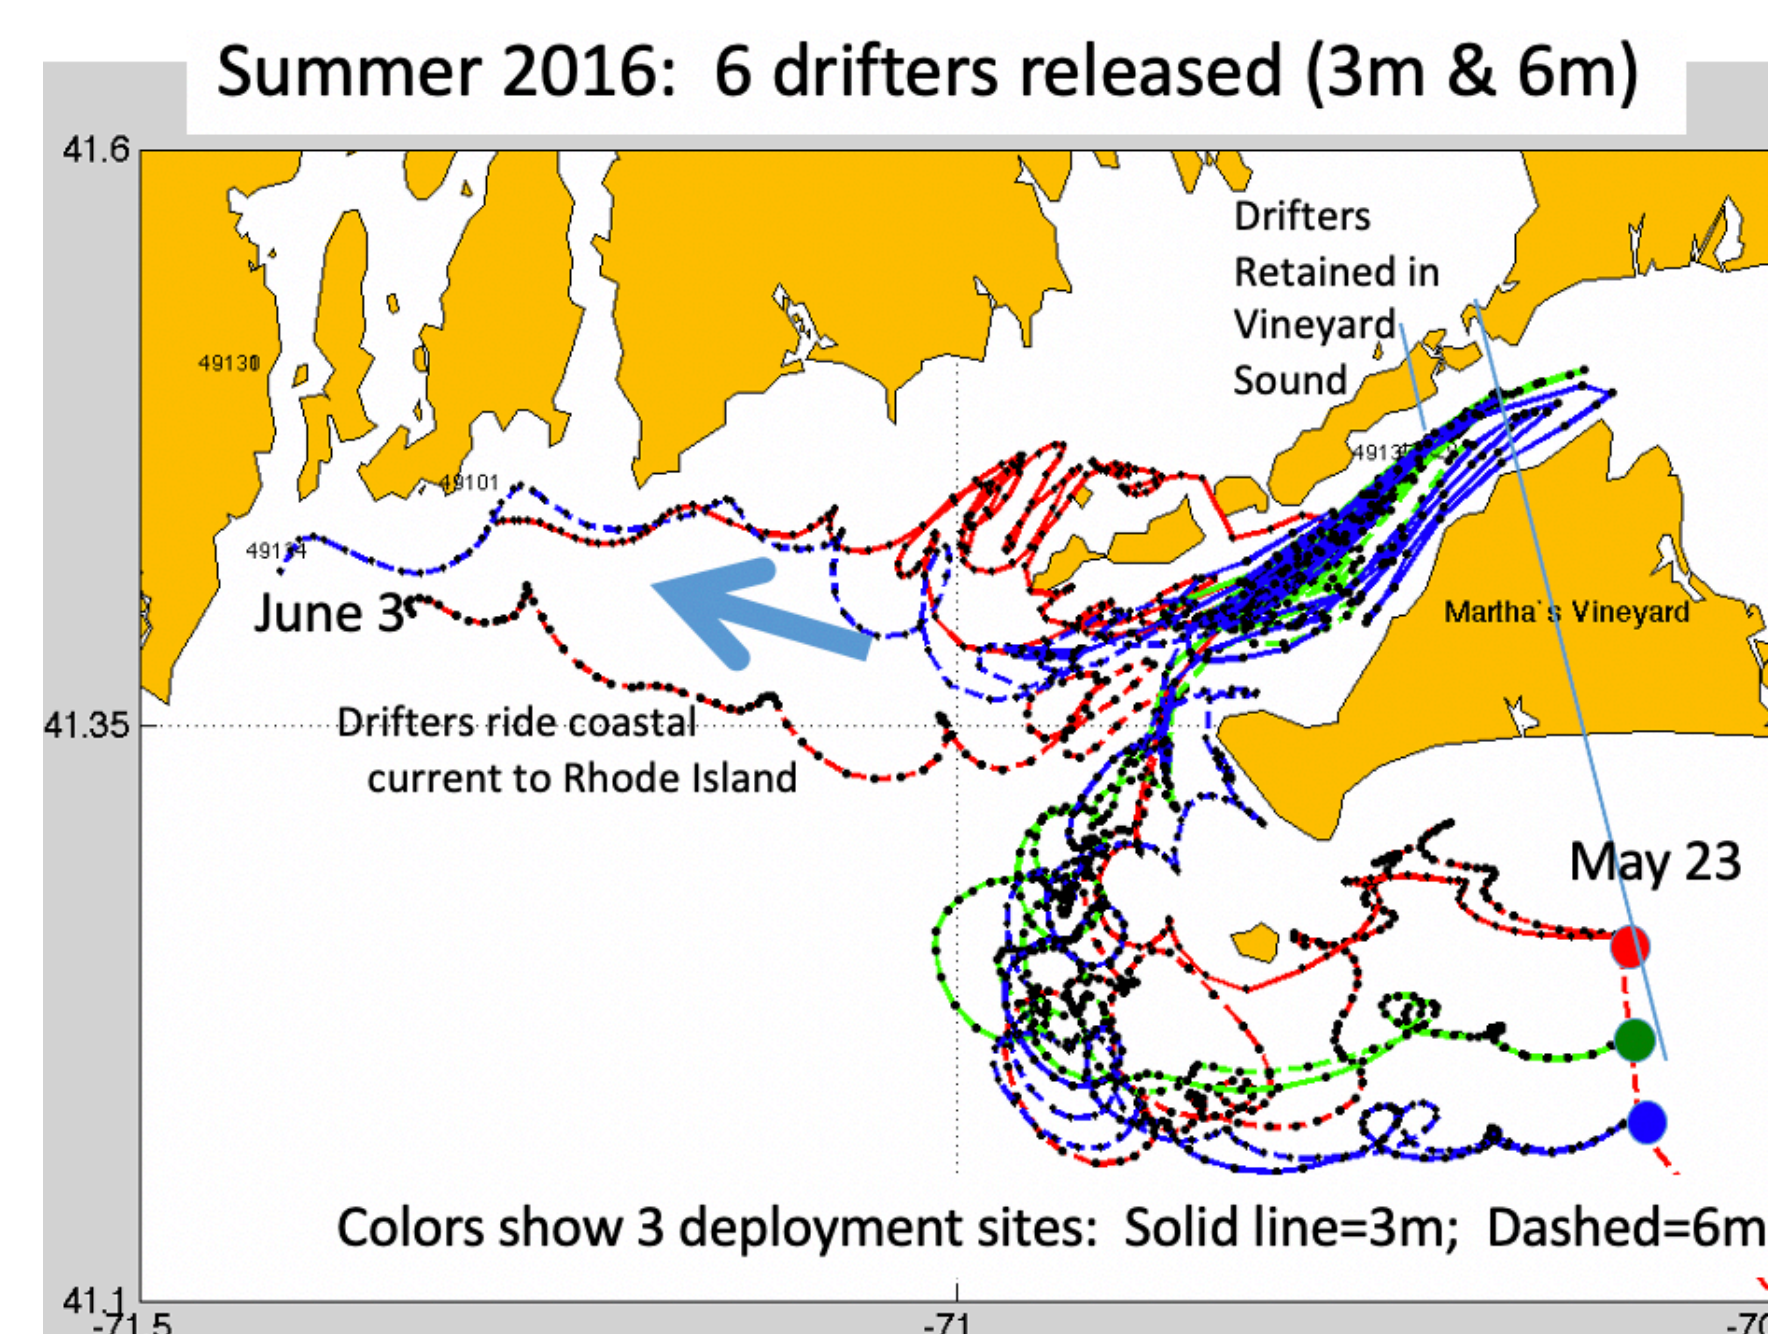 Summer 2016: 6 drifters released (3m & 6m)
41.6
Drifters
Retained in
Vineyard
Sound
49130
49101
49134
June 3
Martha`s Vineyard
41.35
Drifters ride coastal
current to Rhode Island
May 23
Colors show 3 deployment sites: Solid line=3m; Dashed=6m
41.1
-71.5
-71